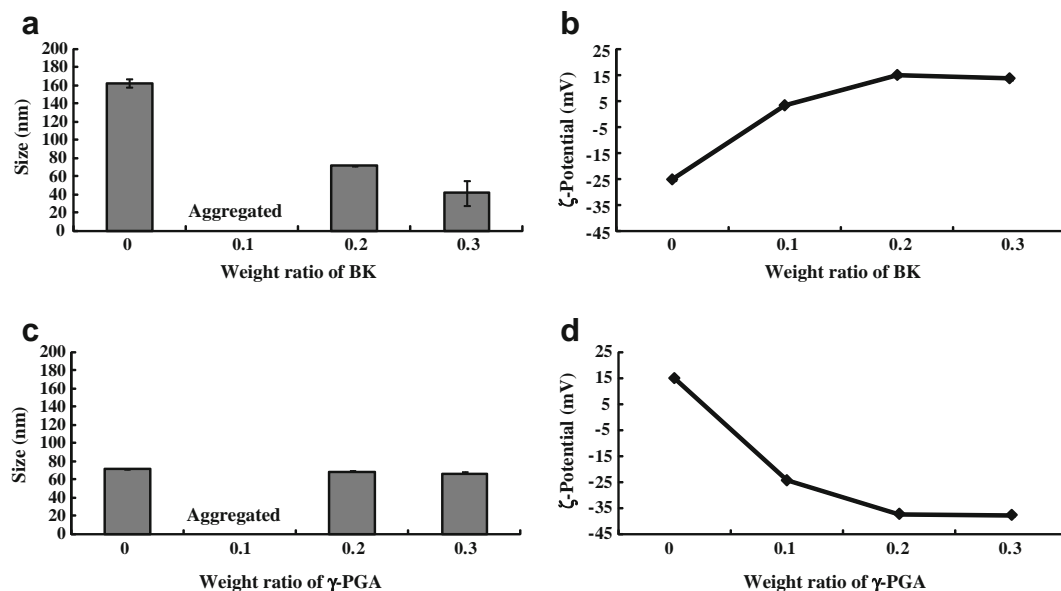 a
200
180
160
140
120
100
80
60
40
20
0
Size (nm)
Aggregated
0 0.1 0.2 0.3
Weight ratio of BK
b
25
15
5
-5
-15
-25
-35
-45
ζ-Potential (mV)
0 0.1 0.2 0.3
Weight ratio of BK
c
200
180
160
140
120
100
80
60
40
20
0
Size (nm)
Aggregated
0 0.1 0.2 0.3
Weight ratio of γ-PGA
d
25
15
5
-5
-15
-25
-35
-45
ζ-Potential (mV)
0 0.1 0.2 0.3
Weight ratio of γ-PGA